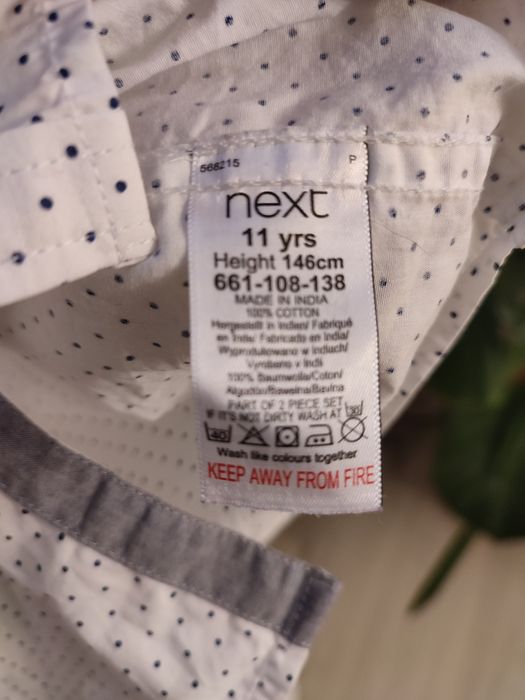 568215 P
next
11 yrs
Height 146cm
661-108-138
MADE IN INDIA
100% COTTON
Hergestellt in Indien/ Fabriqué
en Inde/ Fabricado en India/
Wyprodukowano w Indiach/
Vyrobeno v Indii
100% Baumwolle/Coton/
Algodón/Bawełna/Bavlna
PART OF 2 PIECE SET
IF IT'S NOT DIRTY WASH AT 30
40
Wash like colours together
KEEP AWAY FROM FIRE